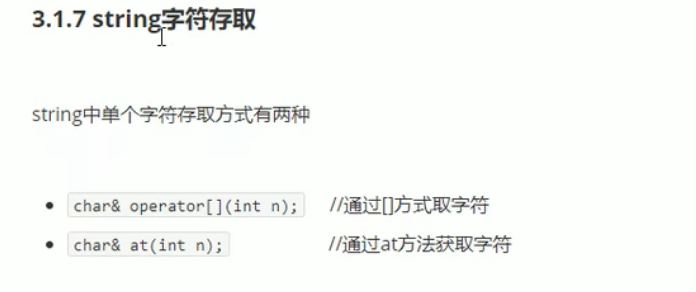 3.1.7 string字符存取
string中单个字符存取方式有两种
char& operator[](int n); //通过[]方式取字符
char& at(int n); //通过at方法获取字符